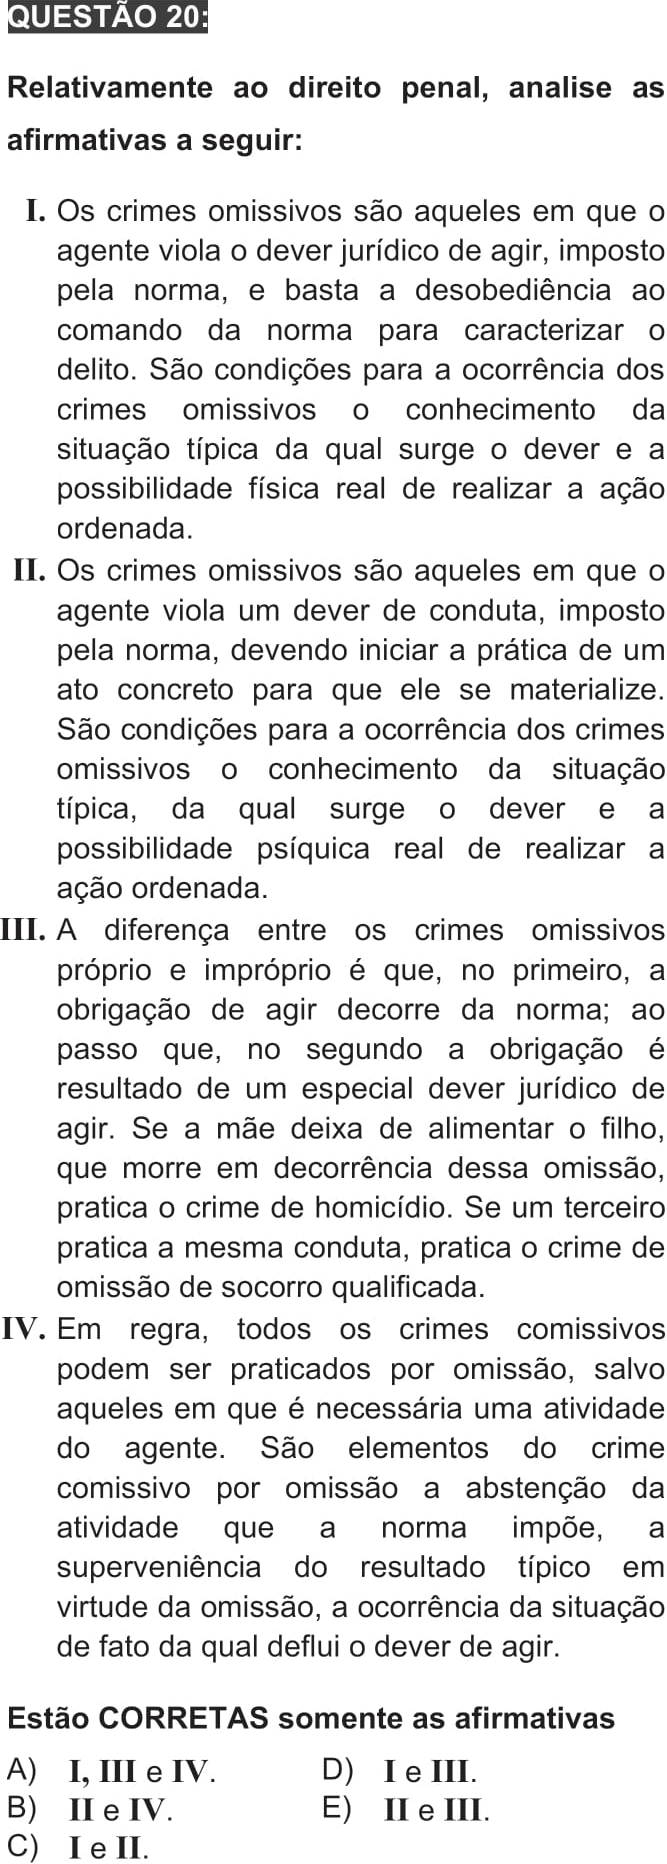 QUESTÃO 20:
Relativamente ao direito penal, analise as
afirmativas a seguir:
I. Os crimes omissivos são aqueles em que o
agente viola o dever jurídico de agir, imposto
pela norma, e basta a desobediência ao
comando da norma para caracterizar o
delito. São condições para a ocorrência dos
crimes omissivos o conhecimento da
situação típica da qual surge o dever e a
possibilidade física real de realizar a ação
ordenada.
II. Os crimes omissivos são aqueles em que o
agente viola um dever de conduta, imposto
pela norma, devendo iniciar a prática de um
ato concreto para que ele se materialize.
São condições para a ocorrência dos crimes
omissivos o conhecimento da situação
típica, da qual surge o dever e a
possibilidade psíquica real de realizar a
ação ordenada.
III. A diferença entre os crimes omissivos
próprio e impróprio é que, no primeiro, a
obrigação de agir decorre da norma; ao
passo que, no segundo a obrigação é
resultado de um especial dever jurídico de
agir. Se a mãe deixa de alimentar o filho,
que morre em decorrência dessa omissão,
pratica o crime de homicídio. Se um terceiro
pratica a mesma conduta, pratica o crime de
omissão de socorro qualificada.
IV. Em regra, todos os crimes comissivos
podem ser praticados por omissão, salvo
aqueles em que é necessária uma atividade
do agente. São elementos do crime
comissivo por omissão a abstenção da
atividade que a norma impõe, a
superveniência do resultado típico em
virtude da omissão, a ocorrência da situação
de fato da qual deflui o dever de agir.
Estão CORRETAS somente as afirmativas
A) I, III e IV. D) I e III.
B) II e IV. E) II e III.
C) I e II.